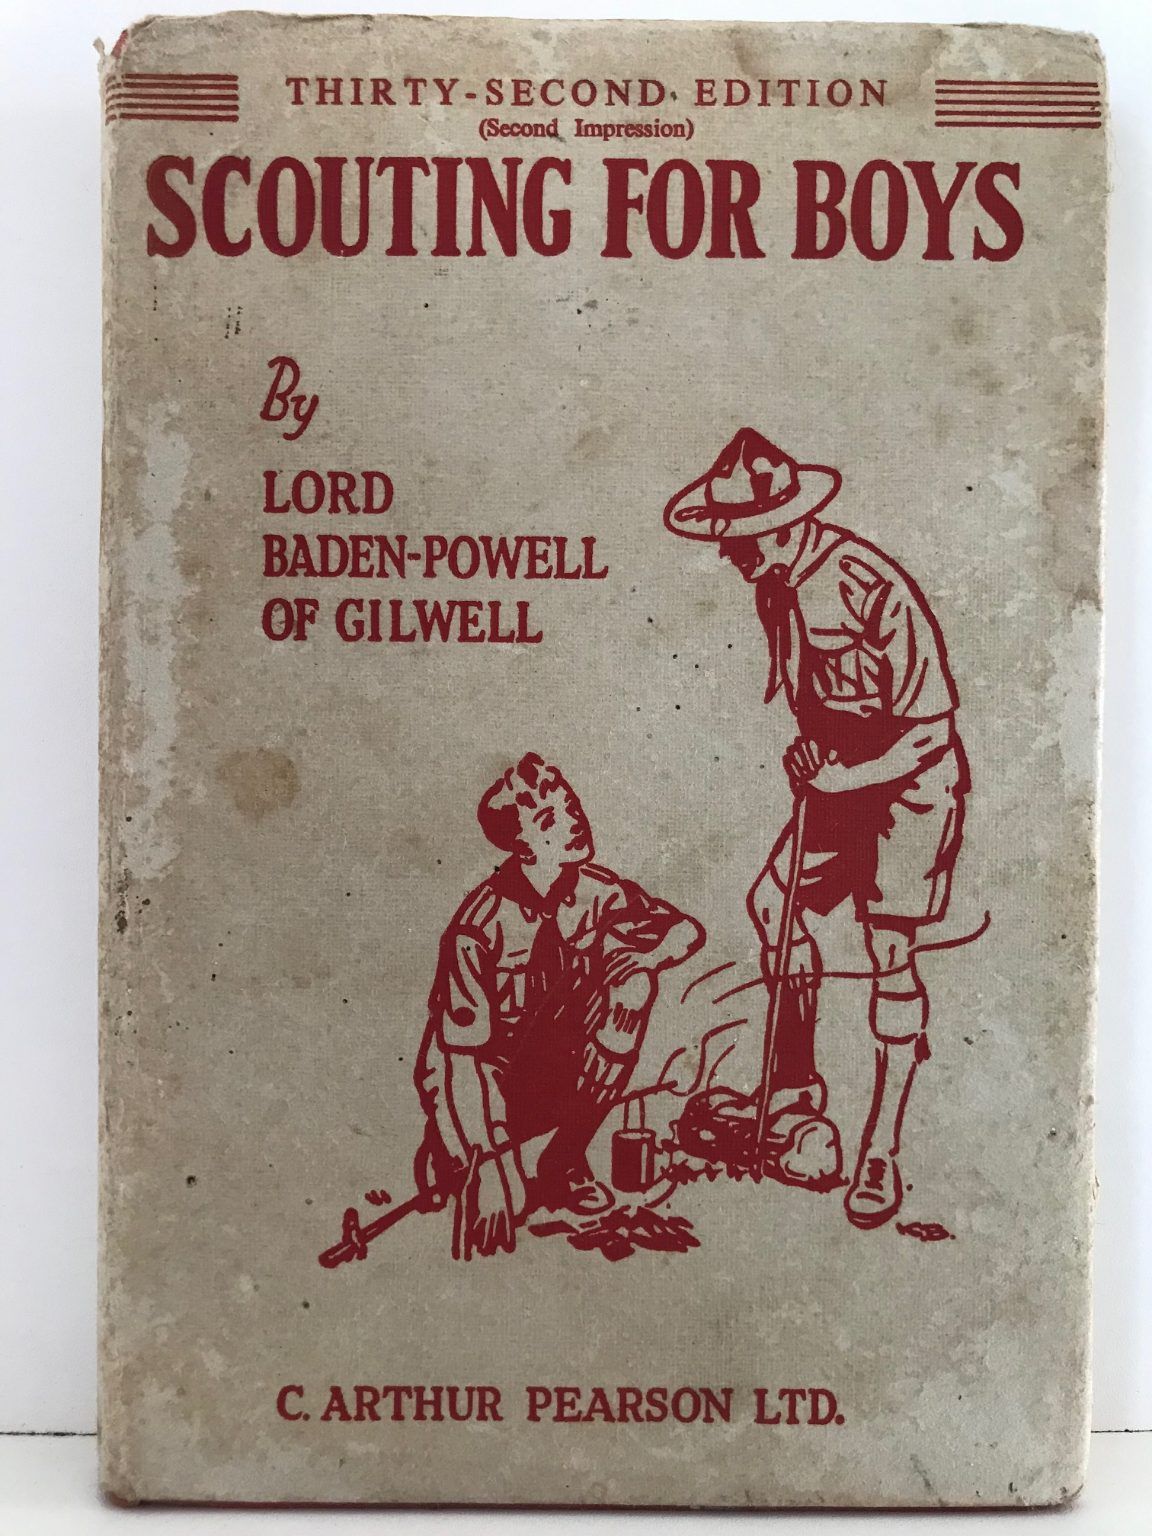 THIRTY-SECOND EDITION
(Second Impression)
SCOUTING FOR BOYS
By
LORD
BADEN-POWELL
OF GILWELL
K.B.
C. ARTHUR PEARSON LTD.